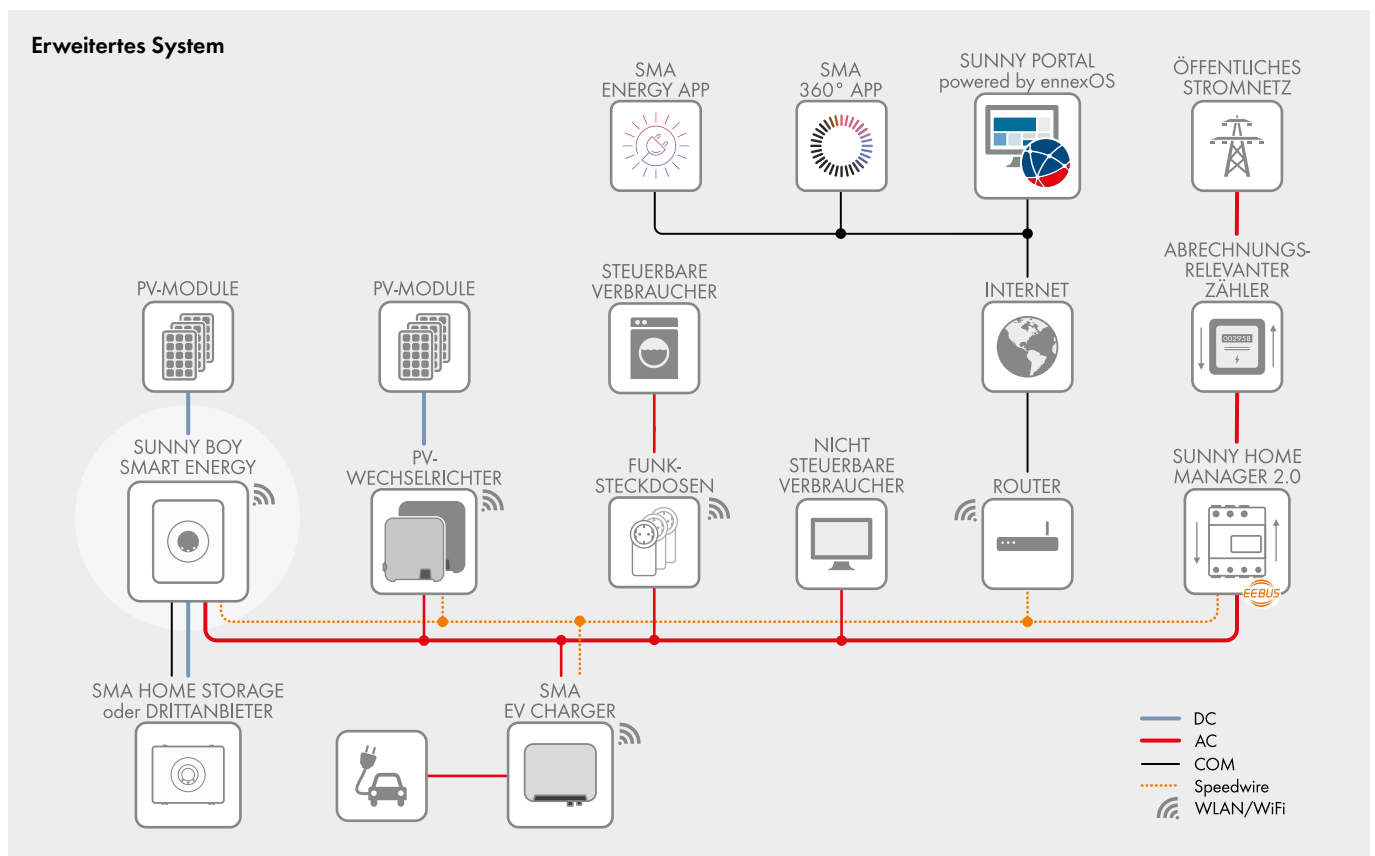 Erweitertes System
SMA
ENERGY APP
SMA
360° APP
SUNNY PORTAL
powered by ennexOS
ÖFFENTLICHES
STROMNETZ
ABRECHNUNGS-
RELEVANTER
ZÄHLER
002958
PV-MODULE
PV-MODULE
STEUERBARE
VERBRAUCHER
INTERNET
SUNNY BOY
SMART ENERGY
PV-
WECHSELRICHTER
FUNK-
STECKDOSEN
NICHT
STEUERBARE
VERBRAUCHER
ROUTER
SUNNY HOME
MANAGER 2.0
EEBUS
SMA HOME STORAGE
oder DRITTANBIETER
SMA
EV CHARGER
DC
AC
COM
Speedwire
WLAN/WiFi